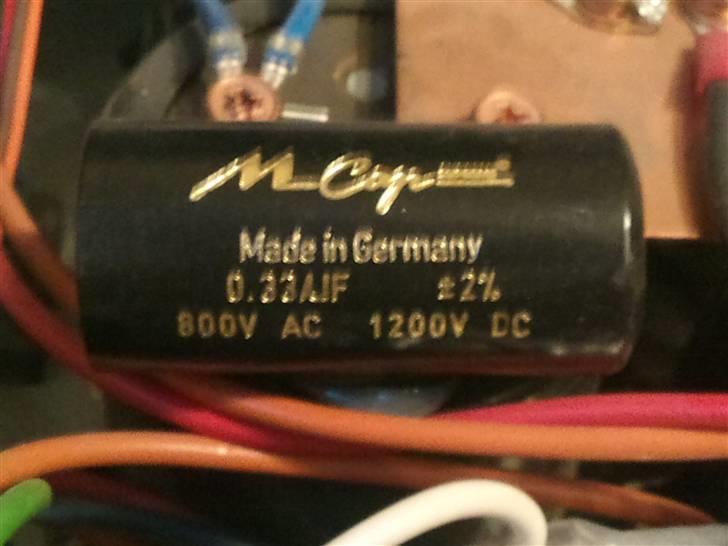 M-Cap
Made in Germany
0.33µF ±2%
800V AC 1200V DC